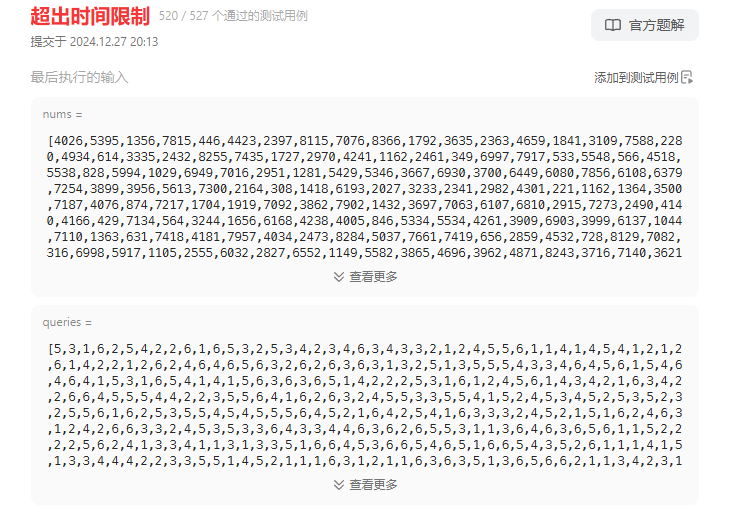 超出时间限制 520 / 527 个通过的测试用例
官方题解
提交于 2024.12.27 20:13
最后执行的输入
添加到测试用例
nums =
[4026,5395,1356,7815,446,4423,2397,8115,7076,8366,1792,3635,2363,4659,1841,3109,7588,228
0,4934,614,3335,2432,8255,7435,1727,2970,4241,1162,2461,349,6997,7917,533,5548,566,4518,
5538,828,5994,1029,6949,7016,2951,1281,5429,5346,3667,6930,3700,6449,6080,7856,6108,6379
,7254,3899,3956,5613,7300,2164,308,1418,6193,2027,3233,2341,2982,4301,221,1162,1364,3500
,7187,4076,874,7217,1704,1919,7092,3862,7902,1432,3697,7063,6107,6810,2915,7273,2490,414
0,4166,429,7134,564,3244,1656,6168,4238,4005,846,5334,5534,4261,3909,6903,3999,6137,1044
,7110,1363,631,7418,4181,7957,4034,2473,8284,5037,7661,7419,656,2859,4532,728,8129,7082,
316,6998,5917,1105,2555,6032,2827,6552,1149,5582,3865,4696,3962,4871,8243,3716,7140,3621
查看更多
queries =
[5,3,1,6,2,5,4,2,2,6,1,6,5,3,2,5,3,4,2,3,4,6,3,4,3,3,2,1,2,4,5,5,6,1,1,4,1,4,5,4,1,2,1,2
,6,1,4,2,2,1,2,6,2,4,6,4,6,5,6,3,2,6,2,6,3,6,3,1,3,2,5,1,3,5,5,5,4,3,3,4,6,4,5,6,1,5,4,6
,4,6,4,1,5,3,1,6,5,4,1,4,1,5,6,3,6,3,6,5,1,4,2,2,2,5,3,1,6,1,2,4,5,6,1,4,3,4,2,1,6,3,4,2
,2,6,6,4,5,5,5,4,4,2,2,3,5,5,6,4,1,6,2,6,3,2,4,5,5,3,3,5,5,4,1,5,2,4,5,3,4,5,2,5,3,5,2,3
,2,5,5,6,1,6,2,5,3,5,5,4,5,4,5,5,5,6,4,5,2,1,6,4,2,5,4,1,6,3,3,3,2,4,5,2,1,5,1,6,2,4,6,3
,1,2,4,2,6,6,3,3,2,4,5,3,5,3,3,6,4,3,3,4,4,6,3,6,2,6,5,5,3,1,1,3,6,4,6,3,6,5,6,1,1,5,2,2
,2,2,5,6,2,4,1,3,3,4,1,1,3,1,3,3,5,1,6,6,4,5,3,6,6,5,4,6,5,1,6,6,5,4,3,5,2,6,1,1,1,4,1,5
,1,3,3,4,4,4,2,2,3,3,5,5,1,4,5,2,1,1,1,6,3,1,2,1,1,6,3,6,3,5,1,3,6,5,6,6,2,1,1,3,4,2,3,1
查看更多